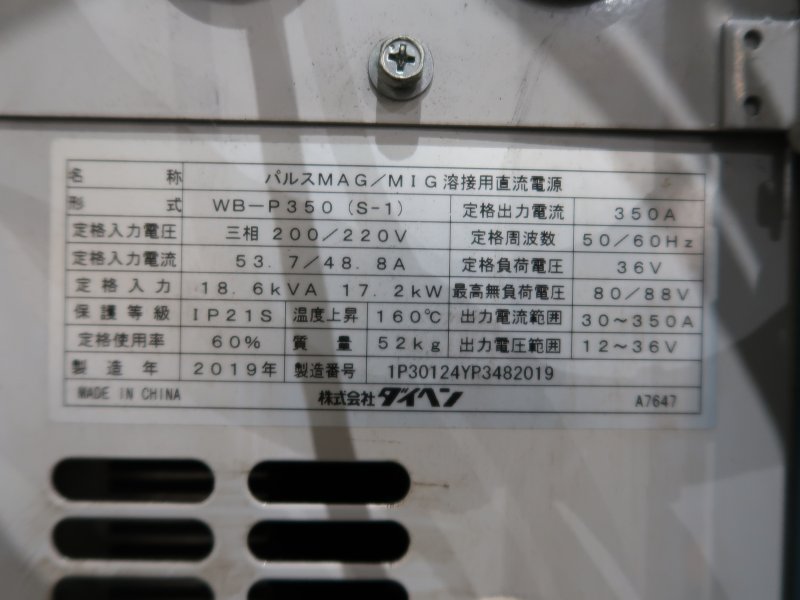 名称 パルスMAG/MIG溶接用直流電源
形式 WB-P350 (S-1) 定格出力電流 350A
定格入力電圧 三相 200/220V 定格周波数 50/60Hz
定格入力電流 53.7/48.8A 定格負荷電圧 36V
定格入力 18.6kVA 17.2kW 最高無負荷電圧 80/88V
保護等級 IP21S 温度上昇 160℃ 出力電流範囲 30~350A
定格使用率 60% 質量 52kg 出力電圧範囲 12~36V
製造年 2019年 製造番号 1P30124YP3482019
MADE IN CHINA 株式会社ダイヘン A7647